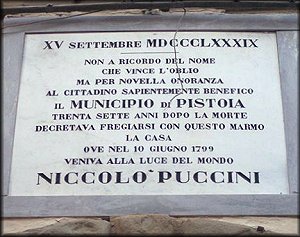 XV SETTEMBRE MDCCCLXXXIX
NON A RICORDO DEL NOME
CHE VINCE L'OBLIO
MA PER NOVELLA ONORANZA
AL CITTADINO SAPIENTEMENTE BENEFICO
IL MUNICIPIO DI PISTOIA
TRENTA SETTE ANNI DOPO LA MORTE
DECRETAVA FREGIARSI CON QUESTO MARMO
LA CASA
OVE NEL 10 GIUGNO 1799
VENIVA ALLA LUCE DEL MONDO
NICCOLO' PUCCINI